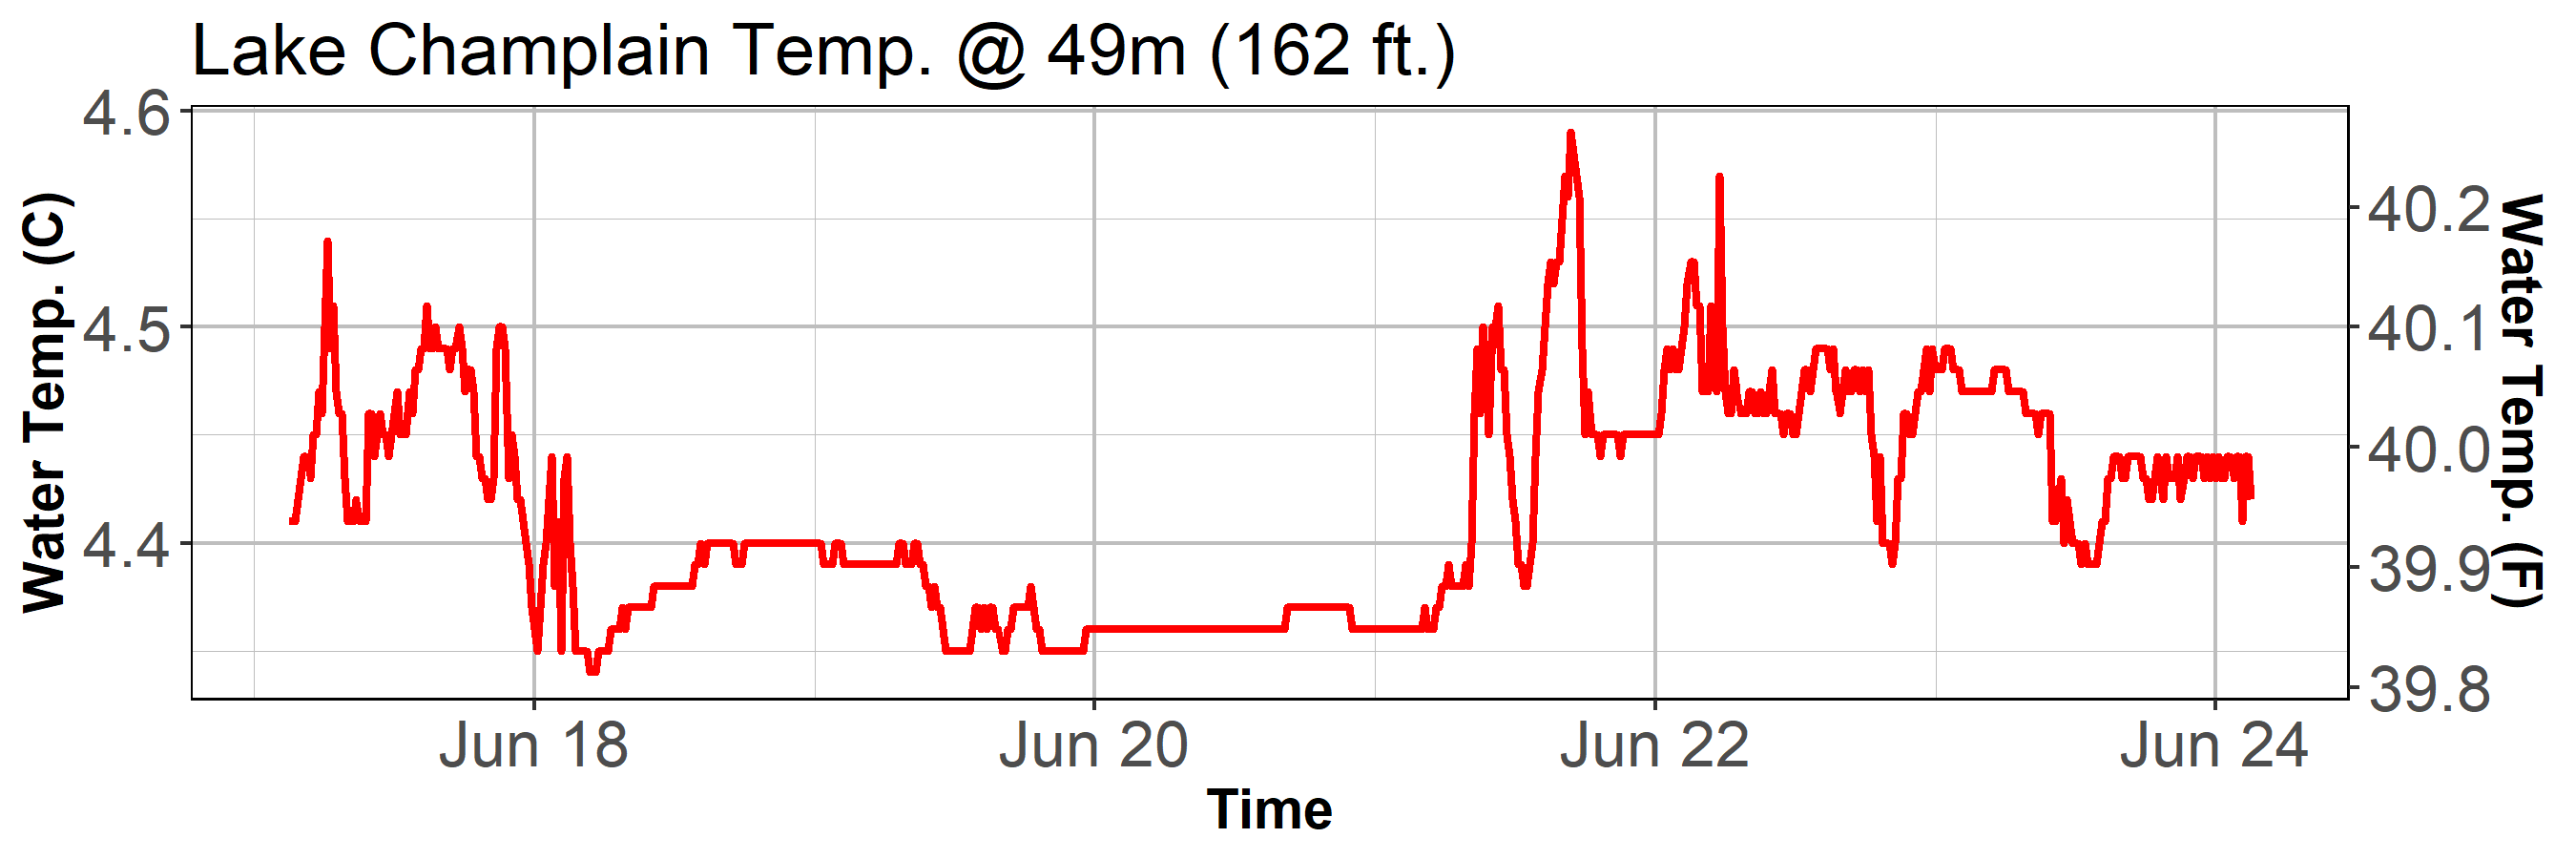 Lake Champlain Temp. @ 49m (162 ft.)
Water Temp. (C)
4.6
4.5
4.4
40.2
40.1
40.0
39.9
39.8
Water Temp. (F)
Jun 18
Jun 20
Jun 22
Jun 24
Time